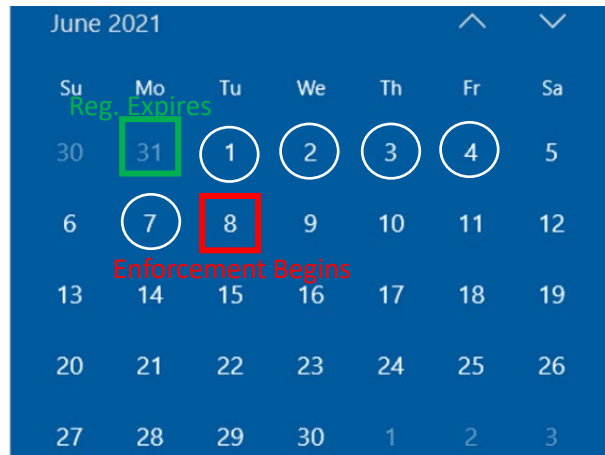 June 2021
Su Mo Tu We Th Fr Sa
Reg. Expires
30 31 1 2 3 4 5
6 7 8 9 10 11 12
Enforcement Begins
13 14 15 16 17 18 19
20 21 22 23 24 25 26
27 28 29 30 1 2 3